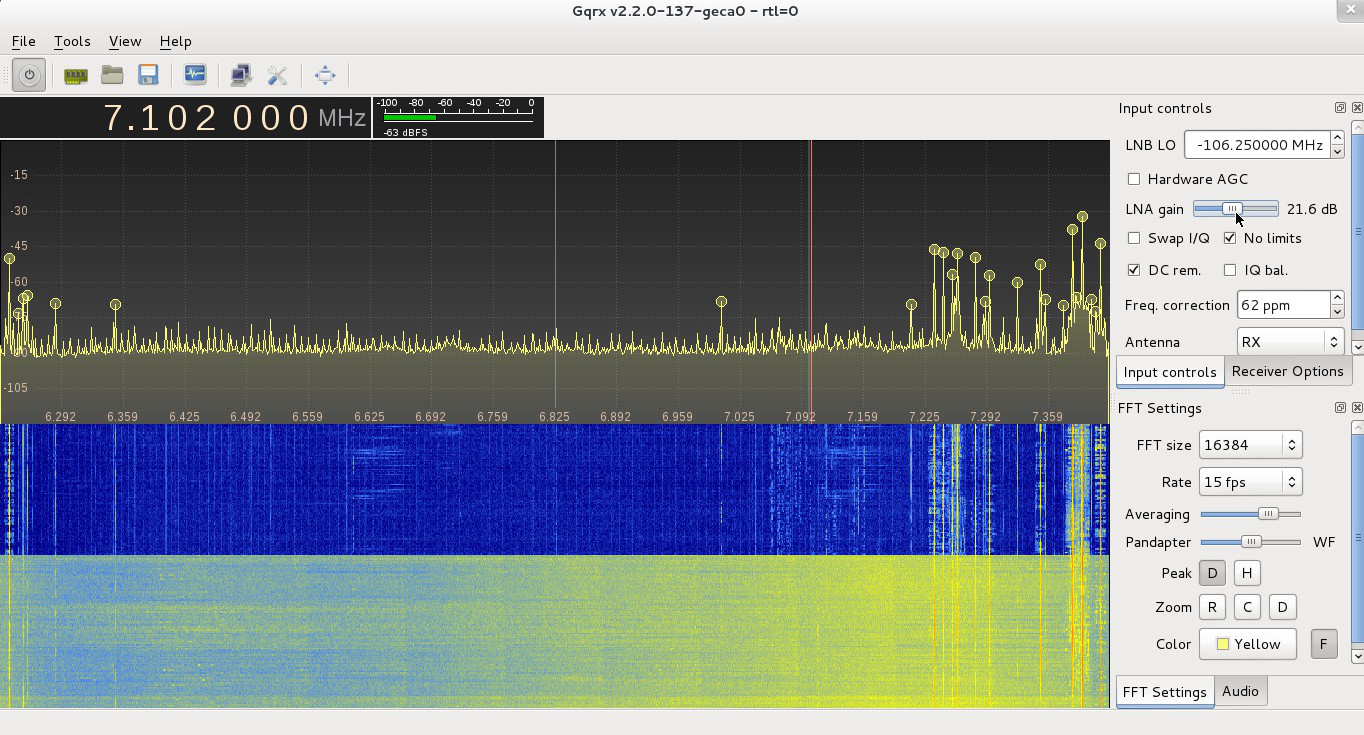 Gqrx v2.2.0-137-geca0 - rtl=0
File Tools View Help
7.102 000 MHz
-100 -80 -60 -40 -20 0
-63 dBFS
-15
-30
-45
-60
-105
6.292 6.359 6.425 6.492 6.559 6.625 6.692 6.759 6.825 6.892 6.959 7.025 7.092 7.159 7.225 7.292 7.359
Input controls
LNB LO -106.250000 MHz
Hardware AGC
LNA gain 21.6 dB
Swap I/Q No limits
DC rem. IQ bal.
Freq. correction 62 ppm
Antenna RX
Input controls Receiver Options
FFT Settings
FFT size 16384
Rate 15 fps
Averaging
Pandapter WF
Peak D H
Zoom R C D
Color Yellow F
FFT Settings Audio